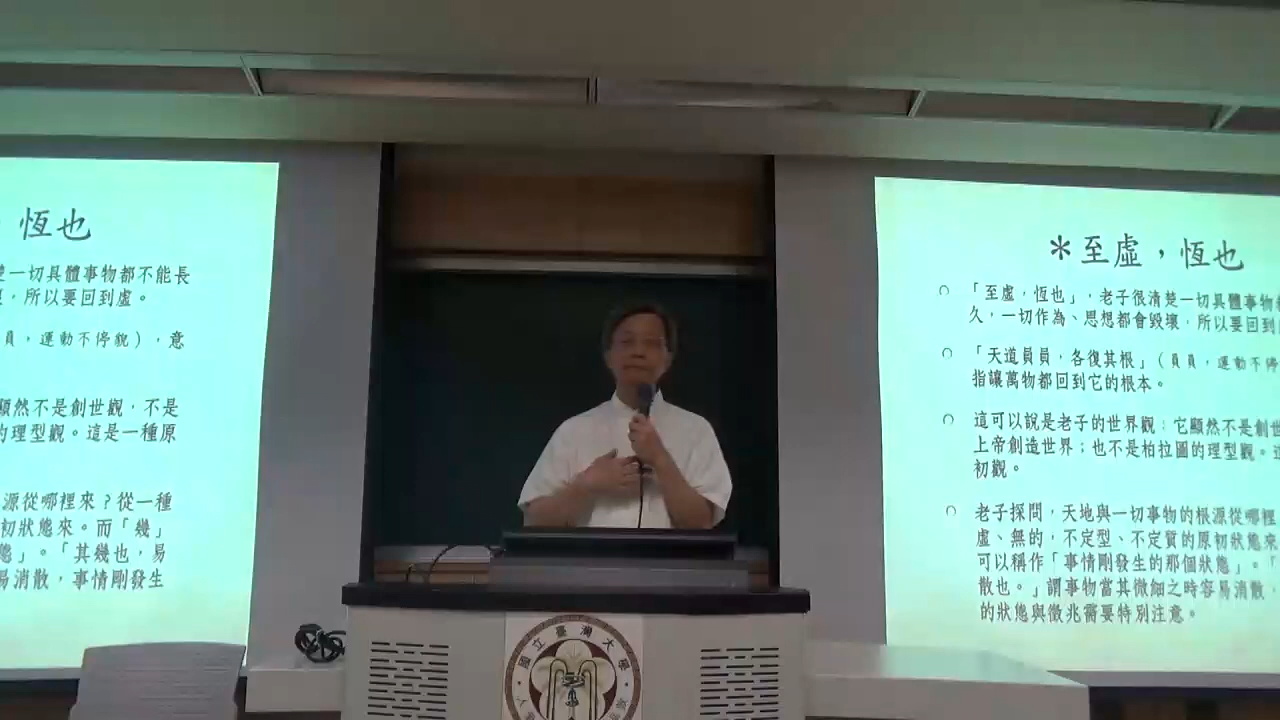 ，恆也
一切具體事物都不能長
，所以要回到虛。
員，運動不停貌），意
顯然不是創世觀，不是
的理型觀。這是一種原
源從哪裡來？從一種
初狀態來。而「幾」
態」。「其幾也，易
易消散，事情剛發生
＊至虛，恆也
「至虛，恆也」，老子很清楚一切具體事物
久，一切作為、思想都會毀壞，所以要回到
「天道員員，各復其根」（員員，運動不停
指讓萬物都回到它的根本。
這可以說是老子的世界觀：它顯然不是創世
上帝創造世界；也不是柏拉圖的理型觀。
初觀。
老子探問，天地與一切事物的根源從哪裡
虛、無的，不定型、不定質的原初狀態來
可以稱作「事情剛發生的那個狀態」。「
散也。」謂事物當其微細之時容易消散，
的狀態與徵兆需要特別注意。
國立臺灣大學